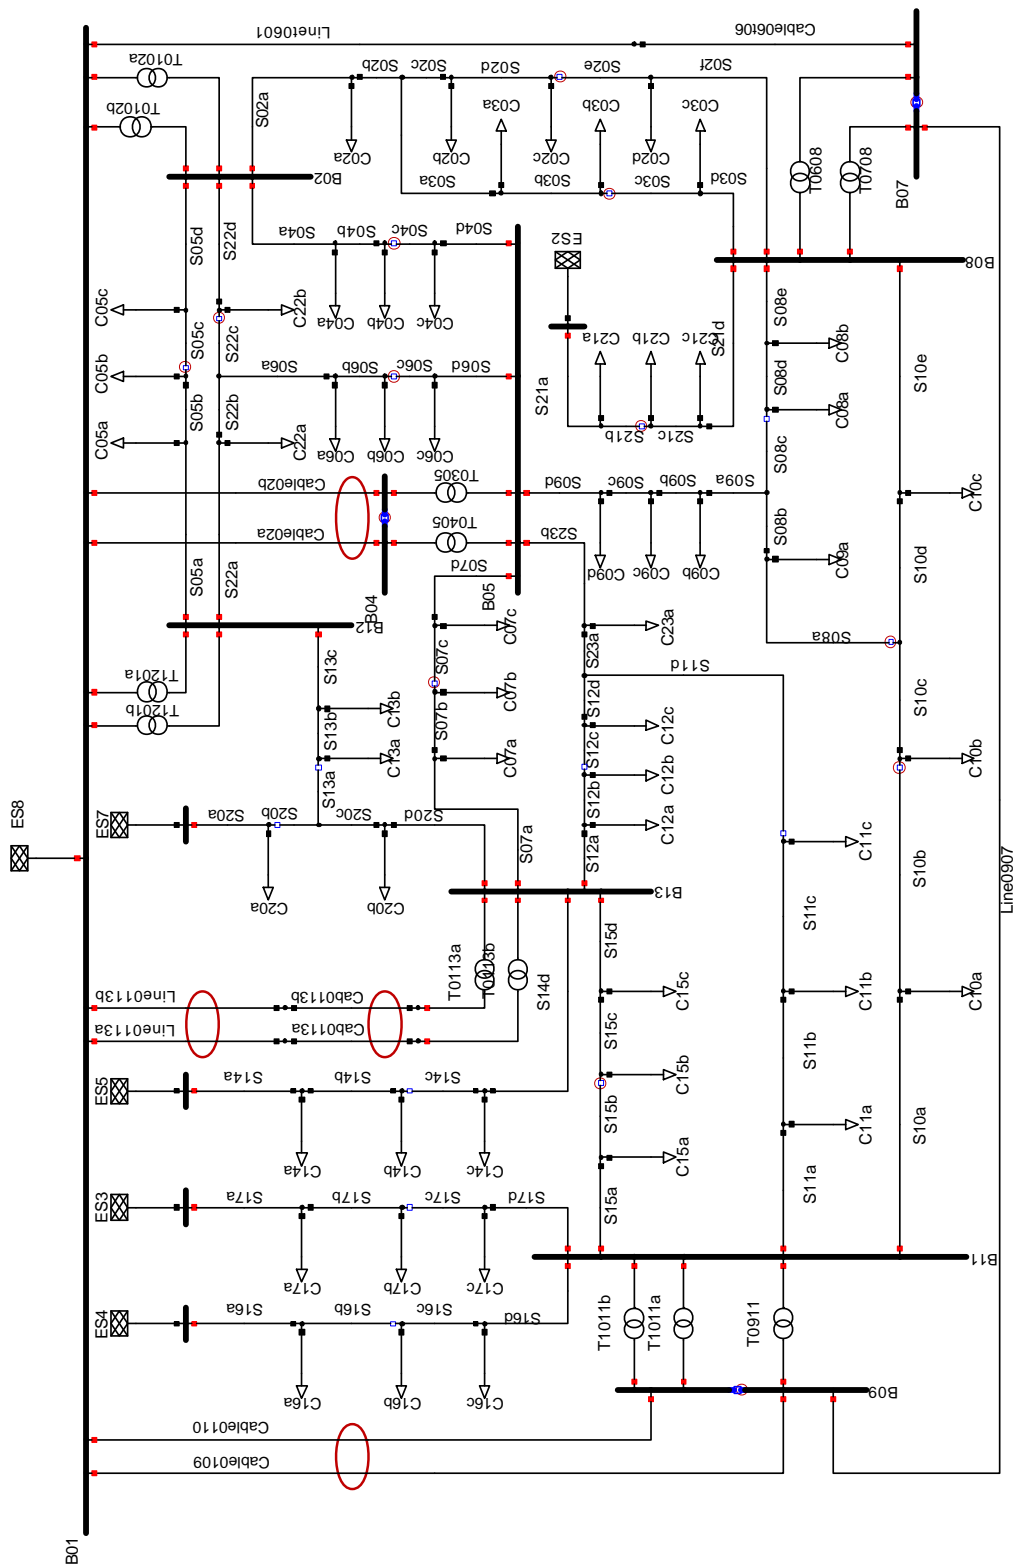 Line0601
Cable06t06
T0102a
T0102b
S02a
S02b
S02c
S02d
S02e
S02f
C03a
C03b
C03c
C02a
C02b
C02c
C02d
S03a
S03b
S03c
S03d
T0608
T0708
B07
B02
S05d
S22d
S04a
S04b
S04c
S04d
ES2
B08
C05c
C22b
C04a
C04b
C04c
S05c
S22c
C21a
C21b
C21c
S21d
S08e
C08b
C05b
S06a
S06b
S06c
S06d
S21a
S08d
S10e
S05b
S22b
C05a
C22a
C06a
C06b
C06c
S21b
S21c
C08a
S08c
Cable02b
T0305
S09d
S09c
S09b
S09a
C10c
Cable02a
T0405
S23b
S08b
S05a
S22a
S07d
C09d
C09c
C09b
C09a
S10d
B04
B05
B12
C07c
C23a
S08a
T1201a
T1201b
S13c
S07c
S23a
S11d
S13b
C13b
S07b
C07b
S12d
S10c
C13a
C07a
S12c
C12c
C12b
C10b
S13a
S12b
ES8
ES7
S20a
S20b
S20c
S20d
S07a
S12a
C12a
C11c
C20a
C20b
B13
S10b
Line0907
S15d
S11c
T0113a
T0113b
S14d
Line0113b
Cab0113b
Line0113a
Cab0113a
C15c
C11b
C10a
S15c
S11b
ES5
S14a
S14b
S14c
C15b
S15b
C14a
C14b
C14c
C15a
C11a
S10a
ES3
S17a
S17b
S17c
S17d
S15a
S11a
C17a
C17b
C17c
B11
ES4
S16a
S16b
S16c
S16d
T1011b
T1011a
T0911
C16a
C16b
C16c
B09
Cable0110
Cable0109
B01